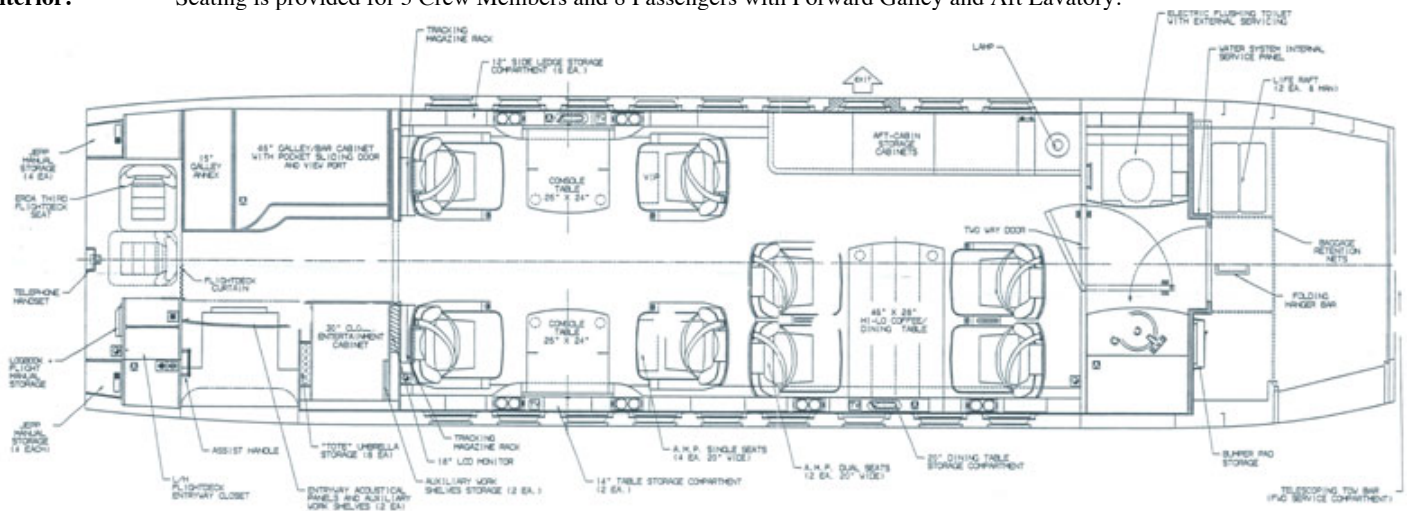 Interior: Seating is provided for 3 Crew Members and 8 Passengers with Forward Galley and Aft Lavatory.
ELECTRIC FLUSHING TOILET
WITH EXTERNAL SERVICING
TRACKING
MAGAZINE RACK
LAMP
WATER SYSTEM INTERNAL
SERVICE PANEL
12" SIDE LEDGE STORAGE
COMPARTMENT (6 EA.)
EXIT
LIFE RAFT
(2 EA. 8 MAN)
JEPP
MANUAL
STORAGE
(4 EA)
15"
GALLEY
ANNEX
45" GALLEY/BAR CABINET
WITH POCKET SLIDING DOOR
AND VIEW PORT
AFT-CABIN
STORAGE
CABINETS
ERDA THIRD
FLIGHTDECK
SEAT
CONSOLE
TABLE
26" X 24"
VIP
TWO WAY DOOR
BAGGAGE
RETENTION
NETS
TELEPHONE
HANDSET
FLIGHTDECK
CURTAIN
FOLDING
HANGER BAR
LOGBOOK +
FLIGHT
MANUAL
STORAGE
30"
ENTERTAINMENT
CABINET
CONSOLE
TABLE
26" X 24"
HI-LO COFFEE/
DINING TABLE
JEPP
MANUAL
STORAGE
(4 EACH)
ASSIST HANDLE
"TOTE" UMBRELLA
STORAGE (6 EA)
TRACKING
MAGAZINE RACK
18" LCD MONITOR
A.M.P. SINGLE SEATS
(4 EA. 20" WIDE)
A.M.P. DUAL SEATS
(2 EA. 20" WIDE)
20" DINING TABLE
STORAGE COMPARTMENT
BUMPER PAD
STORAGE
L/H
FLIGHTDECK
ENTRYWAY CLOSET
ENTRYWAY ACOUSTICAL
PANELS AND AUXILIARY
WORK SHELVES (2 EA)
AUXILIARY WORK
SHELVES STORAGE (2 EA.)
14" TABLE STORAGE COMPARTMENT
(2 EA.)
TELESCOPING TOW BAR
(FWD SERVICE COMPARTMENT)